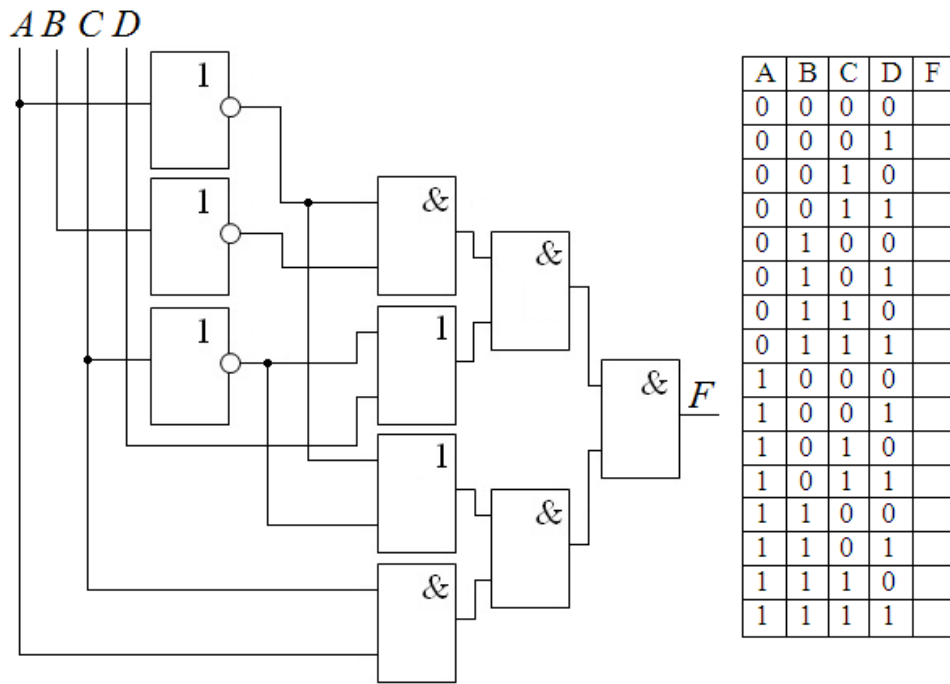 A B C D
1
1
1
&
1
1
&
&
&
&
F
A B C D F
0 0 0 0
0 0 0 1
0 0 1 0
0 0 1 1
0 1 0 0
0 1 0 1
0 1 1 0
0 1 1 1
1 0 0 0
1 0 0 1
1 0 1 0
1 0 1 1
1 1 0 0
1 1 0 1
1 1 1 0
1 1 1 1